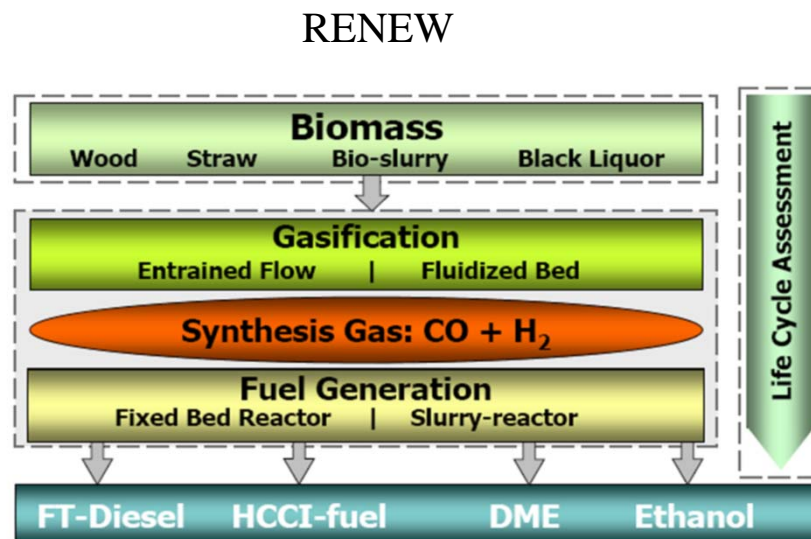 RENEW
Biomass
Wood Straw Bio-slurry Black Liquor
Gasification
Entrained Flow | Fluidized Bed
Synthesis Gas: CO + H₂
Fuel Generation
Fixed Bed Reactor | Slurry-reactor
FT-Diesel HCCI-fuel DME Ethanol
Life Cycle Assessment